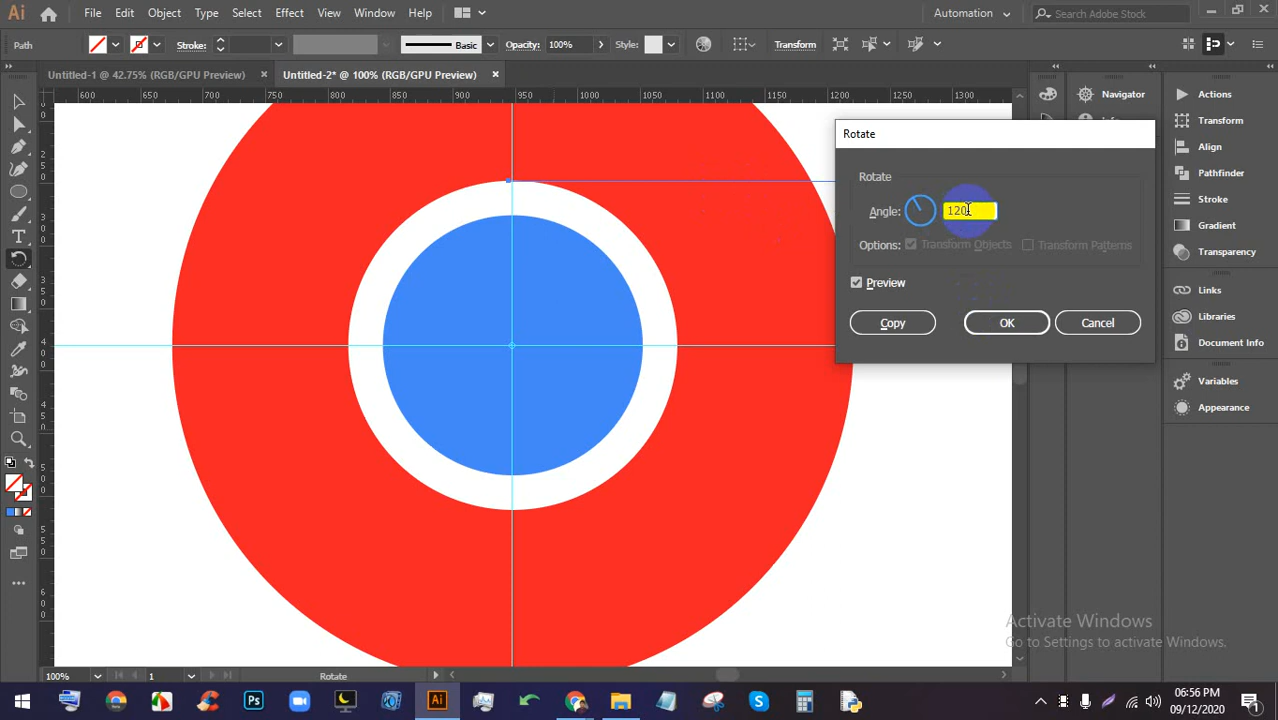 Ai File Edit Object Type Select Effect View Window Help Automation Search Adobe Stock
Path Stroke: Basic Opacity: 100% Style: Transform
Untitled-1 @ 42.75% (RGB/GPU Preview) Untitled-2* @ 100% (RGB/GPU Preview)
600 650 700 750 800 850 900 950 1000 1050 1100 1150 1200 1250 1300
Navigator
Actions
Transform
Align
Pathfinder
Stroke
Gradient
Transparency
Links
Libraries
Document Info
Variables
Appearance
Rotate
Rotate
Angle: 120
Options: Transform Objects Transform Patterns
Preview
Copy OK Cancel
Activate Windows
Go to Settings to activate Windows.
100% 1 Rotate
Ps Ai S
06:56 PM
09/12/2020
1